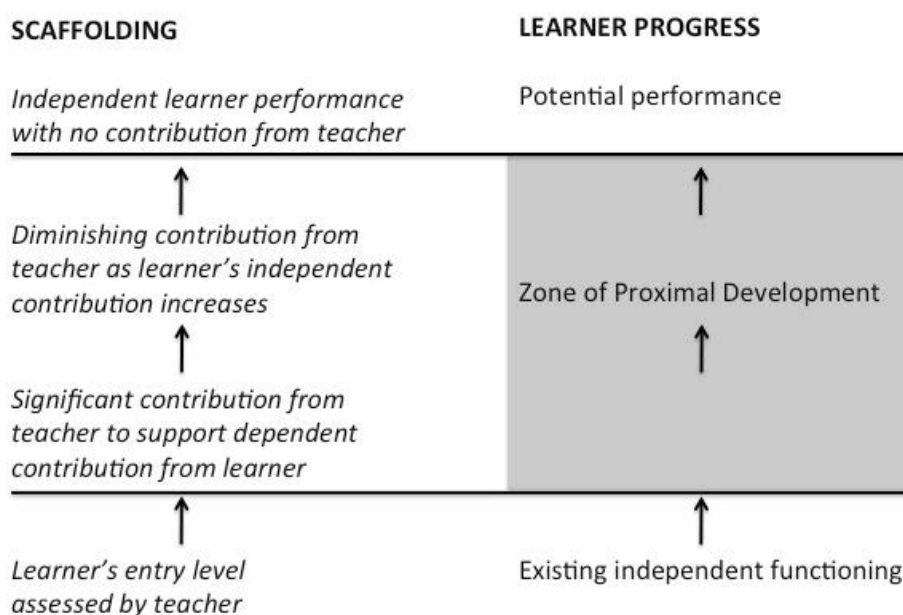 SCAFFOLDING
Independent learner performance
with no contribution from teacher
Diminishing contribution from
teacher as learner’s independent
contribution increases
Significant contribution from
teacher to support dependent
contribution from learner
Learner’s entry level
assessed by teacher
LEARNER PROGRESS
Potential performance
Zone of Proximal Development
Existing independent functioning